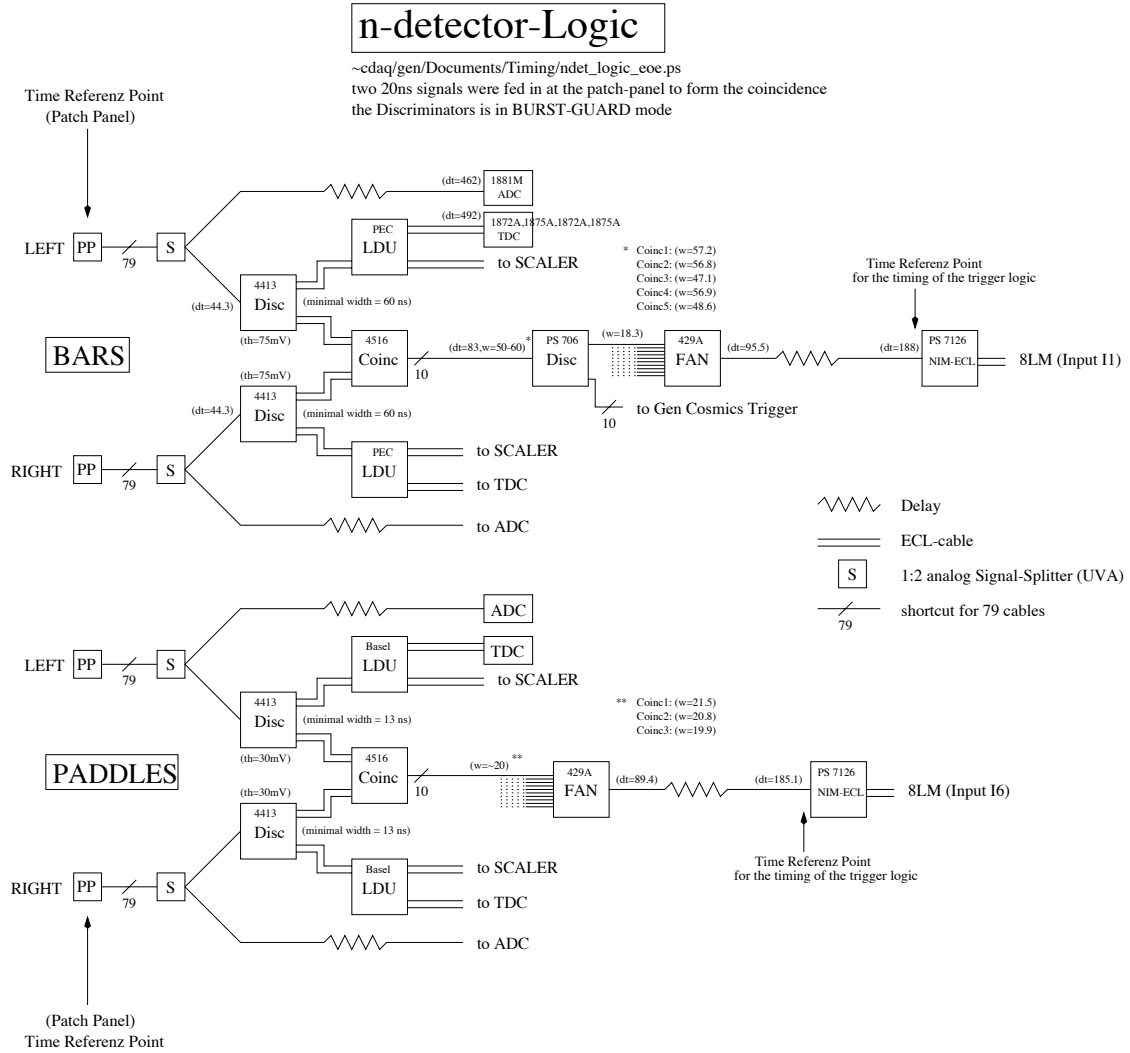 n-detector-Logic
~cdaq/gen/Documents/Timing/ndet_logic_eoe.ps
two 20ns signals were fed in at the patch-panel to form the coincidence
the Discriminators is in BURST-GUARD mode
Time Referenz Point
(Patch Panel)
(dt=462)
1881M
ADC
(dt=492)
1872A,1875A,1872A,1875A
TDC
PEC
LDU
LEFT
PP
79
S
to SCALER
4413
Disc
(dt=44.3)
(minimal width = 60 ns)
(th=75mV)
* Coinc1: (w=57.2)
Coinc2: (w=56.8)
Coinc3: (w=47.1)
Coinc4: (w=56.9)
Coinc5: (w=48.6)
Time Referenz Point
for the timing of the trigger logic
BARS
4516
Coinc
10
(dt=83,w=50-60)
*
PS 706
Disc
(w=18.3)
429A
FAN
(dt=95.5)
(dt=188)
PS 7126
NIM-ECL
8LM (Input I1)
to Gen Cosmics Trigger
10
(th=75mV)
4413
Disc
(dt=44.3)
(minimal width = 60 ns)
PEC
LDU
to SCALER
to TDC
RIGHT
PP
79
S
to ADC
Delay
ECL-cable
S
1:2 analog Signal-Splitter (UVA)
79
shortcut for 79 cables
ADC
Basel
LDU
TDC
LEFT
PP
79
S
to SCALER
4413
Disc
(minimal width = 13 ns)
(th=30mV)
** Coinc1: (w=21.5)
Coinc2: (w=20.8)
Coinc3: (w=19.9)
PADDLES
4516
Coinc
10
(w=~20)
**
429A
FAN
(dt=89.4)
(dt=185.1)
PS 7126
NIM-ECL
8LM (Input I6)
(th=30mV)
4413
Disc
(minimal width = 13 ns)
Time Referenz Point
for the timing of the trigger logic
Basel
LDU
to SCALER
to TDC
RIGHT
PP
79
S
to ADC
(Patch Panel)
Time Referenz Point